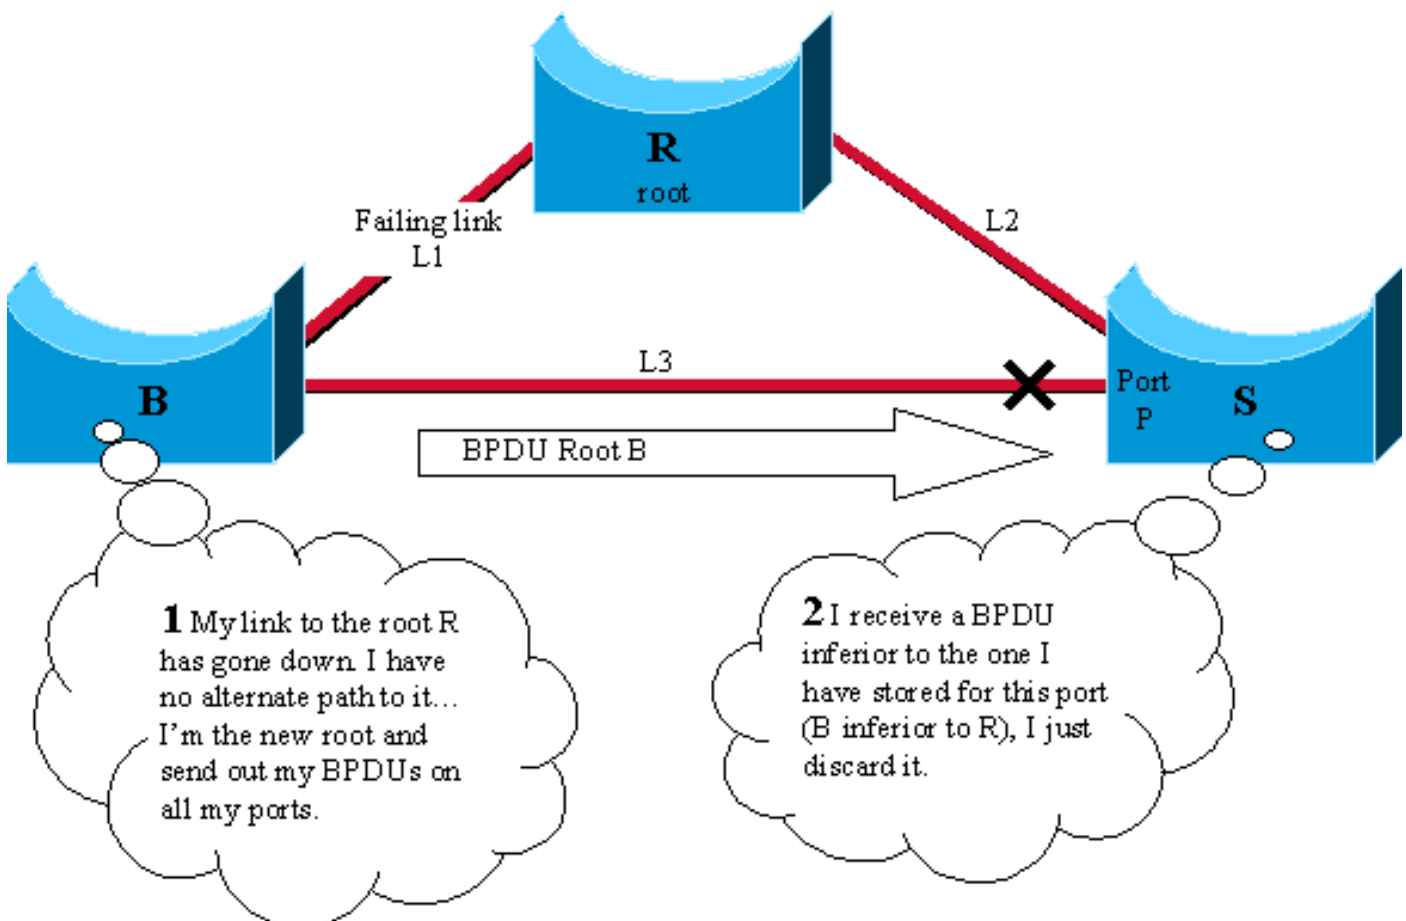 R
root
Failing link
L1
L2
L3
B
Port
P
S
BPDU Root B
1 My link to the root R
has gone down. I have
no alternate path to it...
I'm the new root and
send out my BPDUs on
all my ports.
2 I receive a BPDU
inferior to the one I
have stored for this port
(B inferior to R), I just
discard it.